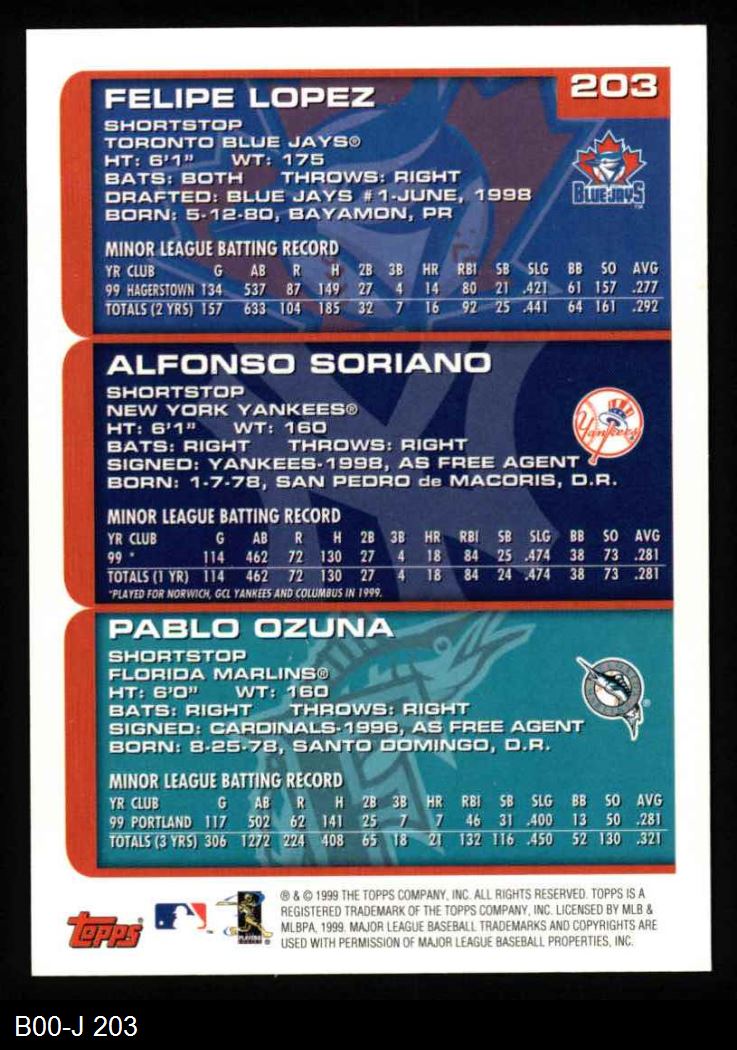 203
FELIPE LOPEZ
SHORTSTOP
TORONTO BLUE JAYS®
HT: 6'1" WT: 175
BATS: BOTH THROWS: RIGHT
DRAFTED: BLUE JAYS #1-JUNE, 1998
BORN: 5-12-80, BAYAMON, PR
BLUE JAYS
MINOR LEAGUE BATTING RECORD
YR CLUB G AB R H 2B 3B HR RBI SB SLG BB SO AVG
99 HAGERSTOWN 134 537 87 149 27 4 14 80 21 .421 61 157 .277
TOTALS (2 YRS) 157 633 104 185 32 7 16 92 25 .441 64 161 .292
ALFONSO SORIANO
SHORTSTOP
NEW YORK YANKEES®
HT: 6'1" WT: 160
BATS: RIGHT THROWS: RIGHT
SIGNED: YANKEES-1998, AS FREE AGENT
BORN: 1-7-78, SAN PEDRO de MACORIS, D.R.
Yankees
MINOR LEAGUE BATTING RECORD
YR CLUB G AB R H 2B 3B HR RBI SB SLG BB SO AVG
99 * 114 462 72 130 27 4 18 84 25 .474 38 73 .281
TOTALS (1 YR) 114 462 72 130 27 4 18 84 24 .474 38 73 .281
*PLAYED FOR NORWICH, GCL YANKEES AND COLUMBUS IN 1999.
PABLO OZUNA
SHORTSTOP
FLORIDA MARLINS®
HT: 6'0" WT: 160
BATS: RIGHT THROWS: RIGHT
SIGNED: CARDINALS-1996, AS FREE AGENT
BORN: 8-25-78, SANTO DOMINGO, D.R.
MINOR LEAGUE BATTING RECORD
YR CLUB G AB R H 2B 3B HR RBI SB SLG BB SO AVG
99 PORTLAND 117 502 62 141 25 7 7 46 31 .400 13 50 .281
TOTALS (3 YRS) 306 1272 224 408 65 18 21 132 116 .450 52 130 .321
topps
® & © 1999 THE TOPPS COMPANY, INC. ALL RIGHTS RESERVED. TOPPS IS A
REGISTERED TRADEMARK OF THE TOPPS COMPANY, INC. LICENSED BY MLB &
MLBPA, 1999. MAJOR LEAGUE BASEBALL TRADEMARKS AND COPYRIGHTS ARE
USED WITH PERMISSION OF MAJOR LEAGUE BASEBALL PROPERTIES, INC.
B00-J 203